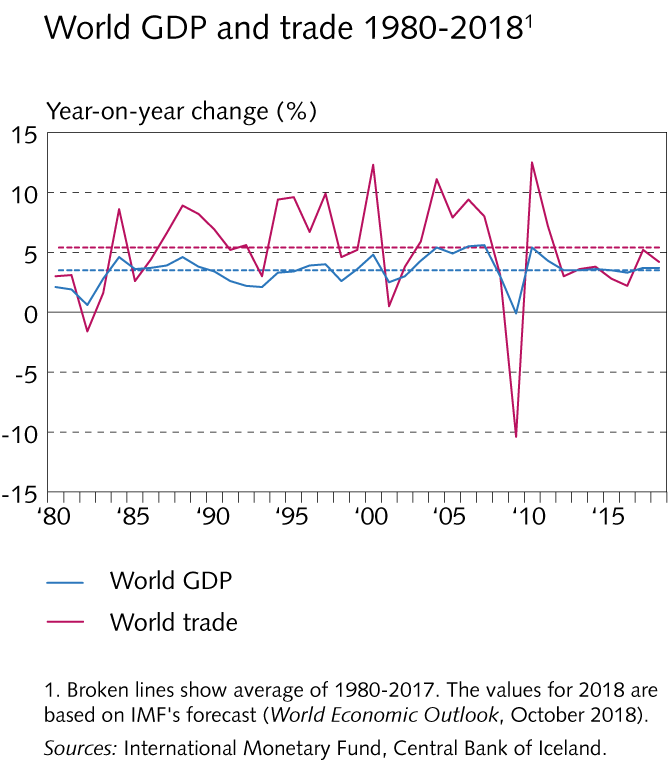 World GDP and trade 1980-2018¹
Year-on-year change (%)
15
10
5
0
-5
-10
-15
‘80 ‘85 ‘90 ‘95 ‘00 ‘05 ‘10 ‘15
World GDP
World trade
1. Broken lines show average of 1980-2017. The values for 2018 are
based on IMF's forecast (World Economic Outlook, October 2018).
Sources: International Monetary Fund, Central Bank of Iceland.